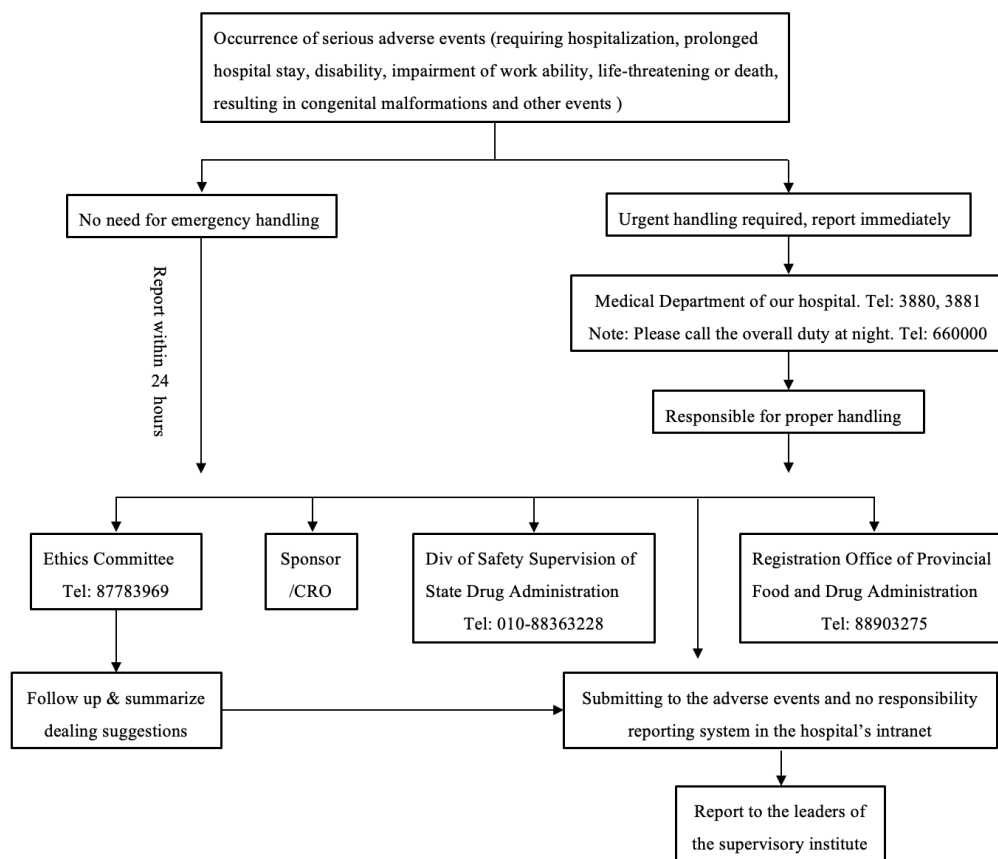 Occurrence of serious adverse events (requiring hospitalization, prolonged
hospital stay, disability, impairment of work ability, life-threatening or death,
resulting in congenital malformations and other events )
No need for emergency handling
Urgent handling required, report immediately
Report within 24 hours
Medical Department of our hospital. Tel: 3880, 3881
Note: Please call the overall duty at night. Tel: 660000
Responsible for proper handling
Ethics Committee
Tel: 87783969
Sponsor
/CRO
Div of Safety Supervision of
State Drug Administration
Tel: 010-88363228
Registration Office of Provincial
Food and Drug Administration
Tel: 88903275
Follow up & summarize
dealing suggestions
Submitting to the adverse events and no responsibility
reporting system in the hospital’s intranet
Report to the leaders of
the supervisory institute